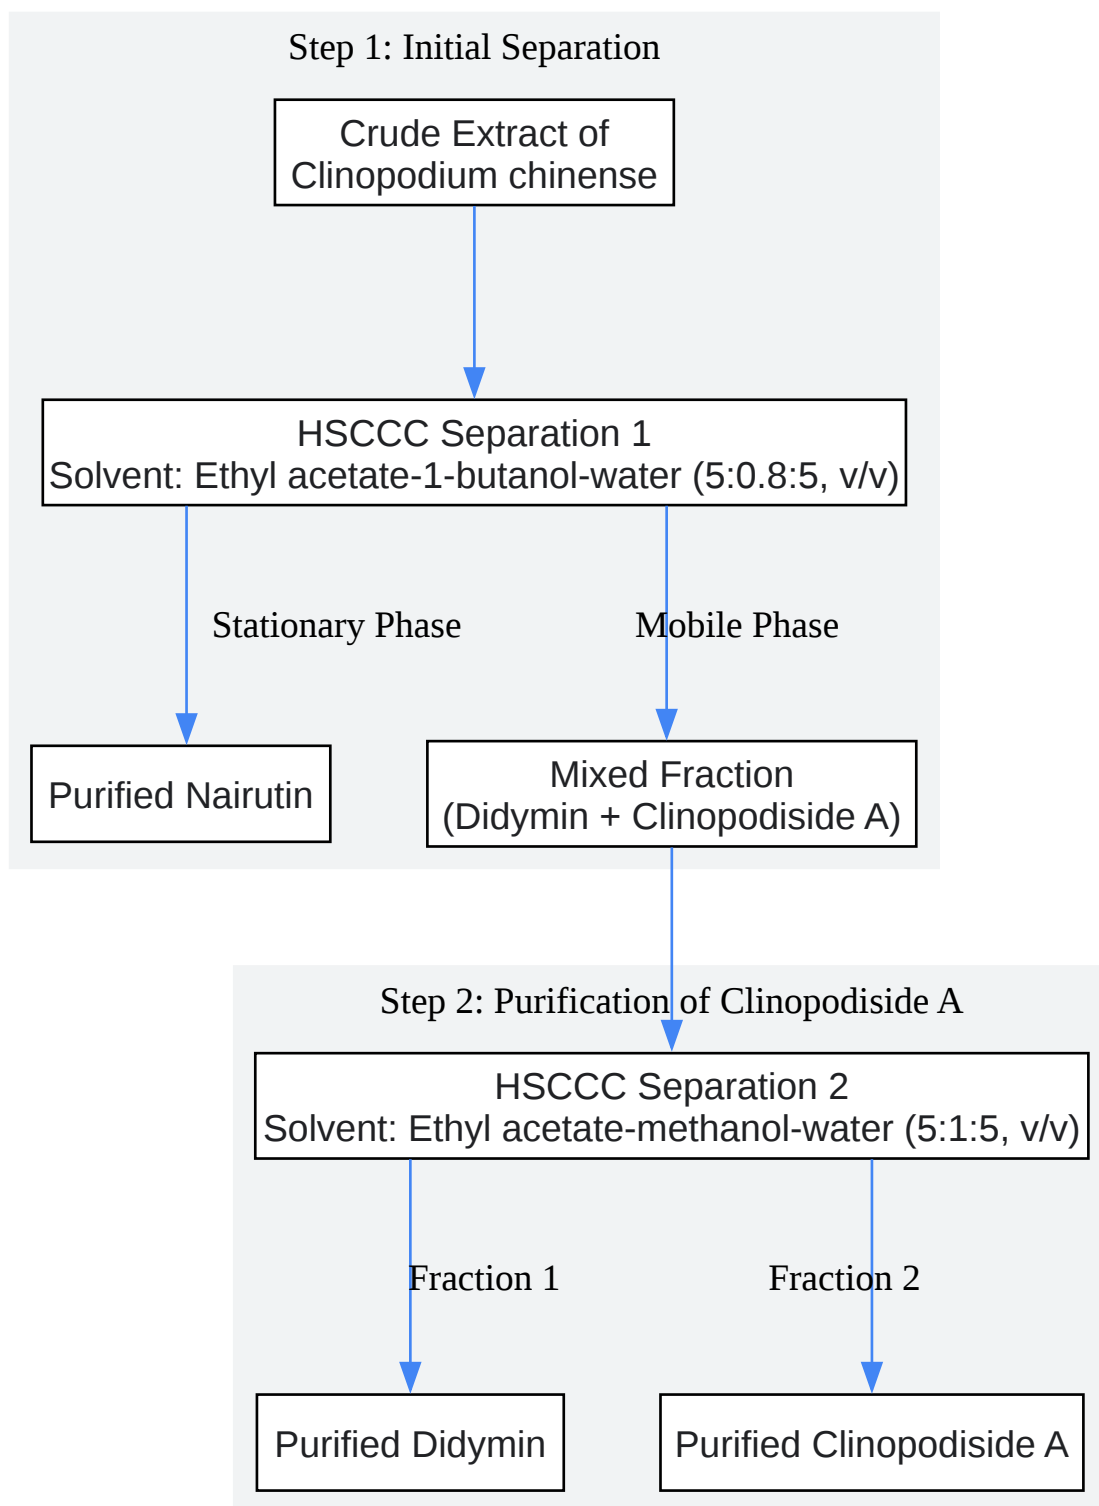 Step 1: Initial Separation
Crude Extract of
Clinopodium chinense
HSCCC Separation 1
Solvent: Ethyl acetate-1-butanol-water (5:0.8:5, v/v)
Stationary Phase
Mobile Phase
Purified Nairutin
Mixed Fraction
(Didymin + Clinopodiside A)
Step 2: Purification of Clinopodiside A
HSCCC Separation 2
Solvent: Ethyl acetate-methanol-water (5:1:5, v/v)
Fraction 1
Fraction 2
Purified Didymin
Purified Clinopodiside A